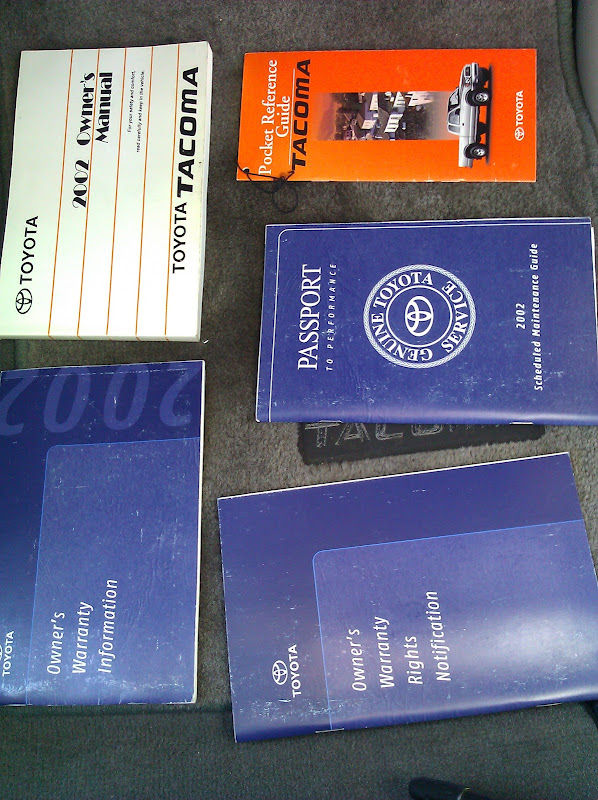 TOYOTA
2002 Owner's
Manual
For your safety and comfort,
read carefully and keep in the vehicle.
TOYOTA TACOMA
Pocket Reference
Guide
TACOMA
TOYOTA
PASSPORT
TO PERFORMANCE
GENUINE TOYOTA
SERVICE
2002
Scheduled Maintenance Guide
TACOMA
2002
TOYOTA
Owner's
Warranty
Information
TOYOTA
Owner's
Warranty
Rights
Notification